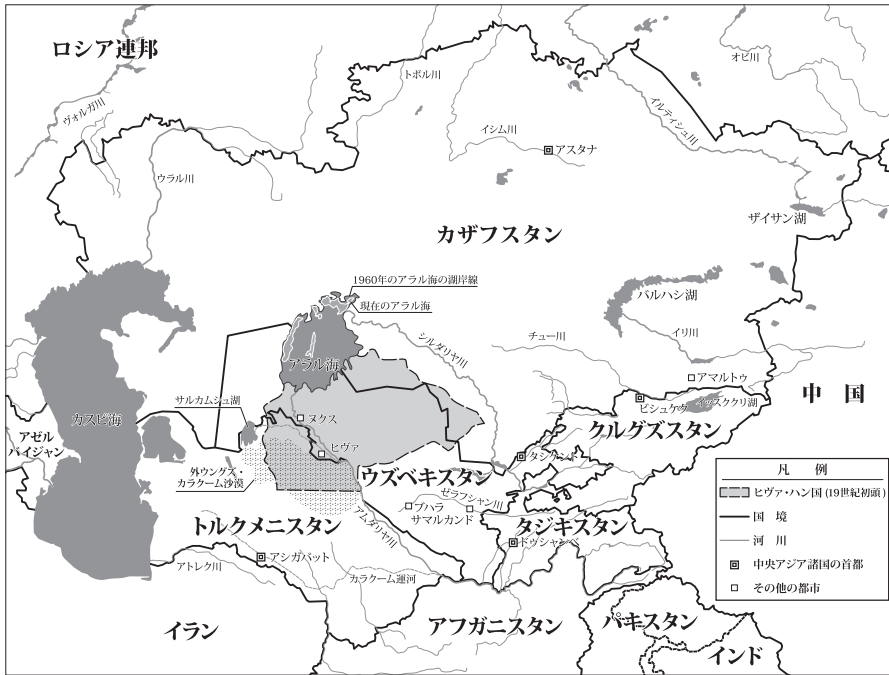 ロシア連邦
オビ川
トボル川
ヴォルガ川
イルティシュ川
イシム川
アスタナ
ウラル川
ザイサン湖
カザフスタン
1960年のアラル海の湖岸線
現在のアラル海
バルハシ湖
シルダリヤ川
チュー川
イリ川
アラル海
アマルトゥ
サルカムシュ湖
中国
カスピ海
ヌクス
ビシュケク
イッスククリ湖
アゼル
バイジャン
クルグズスタン
ヒヴァ
タシケント
外ウングズ・
カラクーム沙漠
ウズベキスタン
ゼラフシャン川
ブハラ
サマルカンド
トルクメニスタン
アムダリヤ川
タジキスタン
ドゥシャンベ
アシガバット
アトレク川
カラクーム運河
イラン
アフガニスタン
パキスタン
インド
凡例
ヒヴァ・ハン国(19世紀初頭)
国境
河川
中央アジア諸国の首都
その他の都市